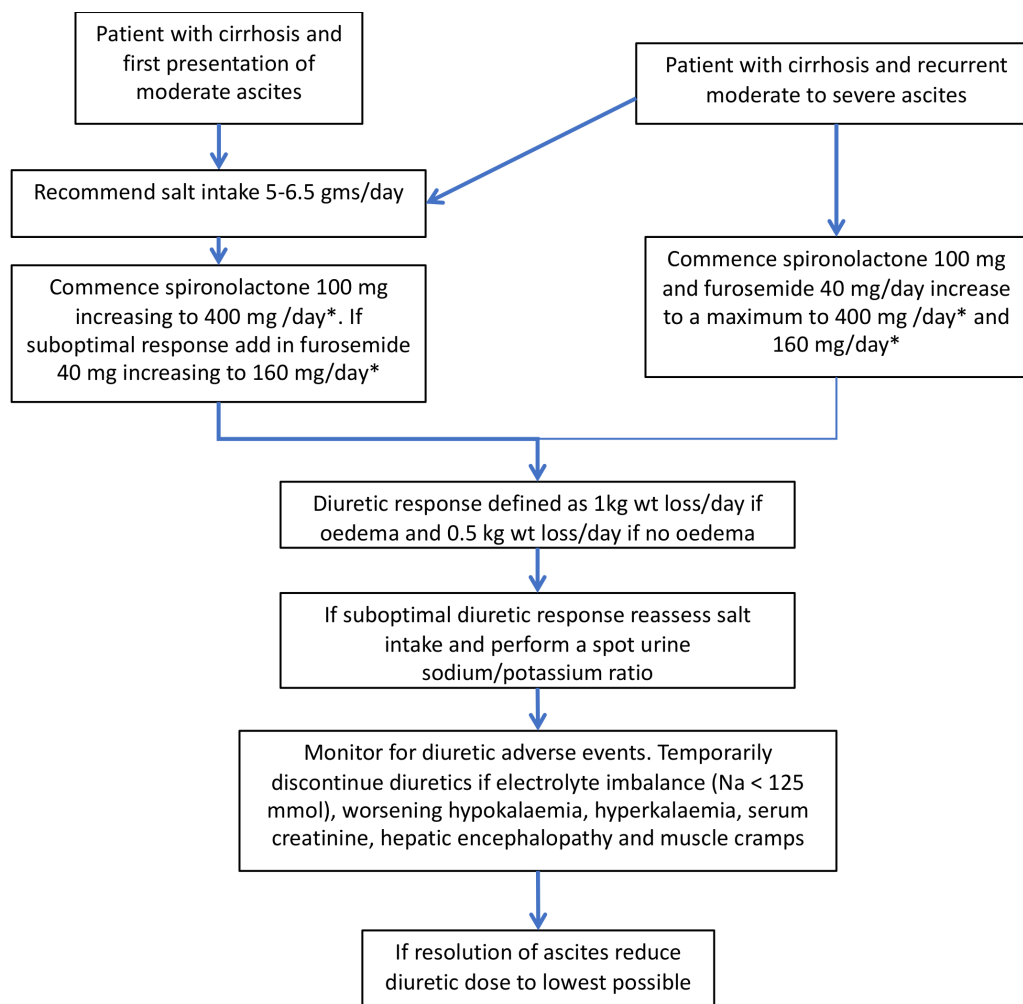 Patient with cirrhosis and
first presentation of
moderate ascites
Patient with cirrhosis and recurrent
moderate to severe ascites
Recommend salt intake 5-6.5 gms/day
Commence spironolactone 100 mg
increasing to 400 mg /day*. If
suboptimal response add in furosemide
40 mg increasing to 160 mg/day*
Commence spironolactone 100 mg
and furosemide 40 mg/day increase
to a maximum to 400 mg /day* and
160 mg/day*
Diuretic response defined as 1kg wt loss/day if
oedema and 0.5 kg wt loss/day if no oedema
If suboptimal diuretic response reassess salt
intake and perform a spot urine
sodium/potassium ratio
Monitor for diuretic adverse events. Temporarily
discontinue diuretics if electrolyte imbalance (Na < 125
mmol), worsening hypokalaemia, hyperkalaemia, serum
creatinine, hepatic encephalopathy and muscle cramps
If resolution of ascites reduce
diuretic dose to lowest possible